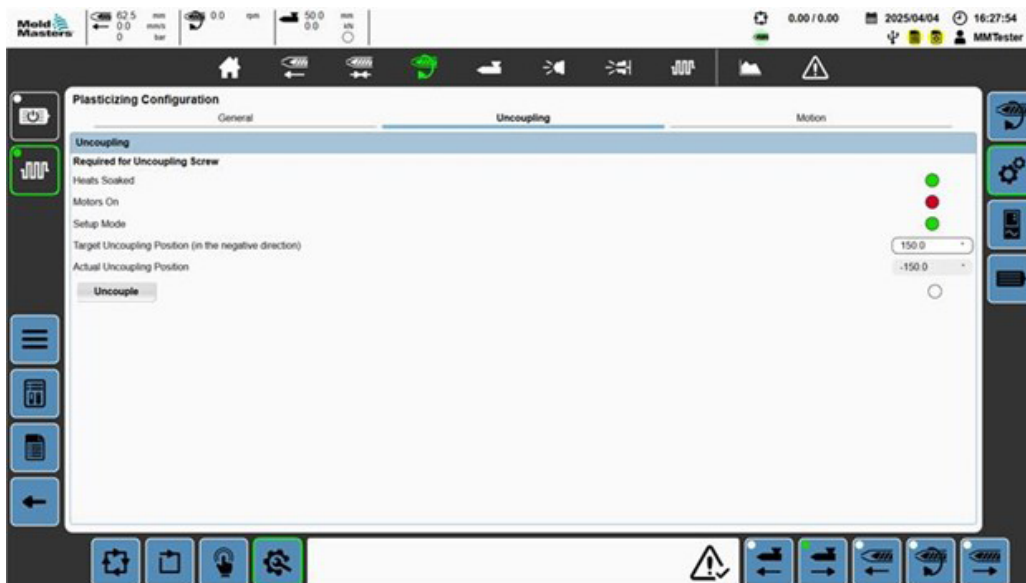 Mold Masters
62.5 mm
0.0 mm/s
0 bar
0.0 rpm
50.0 mm
0.0 kN
0.00 / 0.00
2025/04/04 16:27:54
MMTester
Plasticizing Configuration
General Uncoupling Motion
Uncoupling
Required for Uncoupling Screw
Heats Soaked
Motors On
Setup Mode
Target Uncoupling Position (in the negative direction) 150.0 °
Actual Uncoupling Position -150.0 °
Uncouple